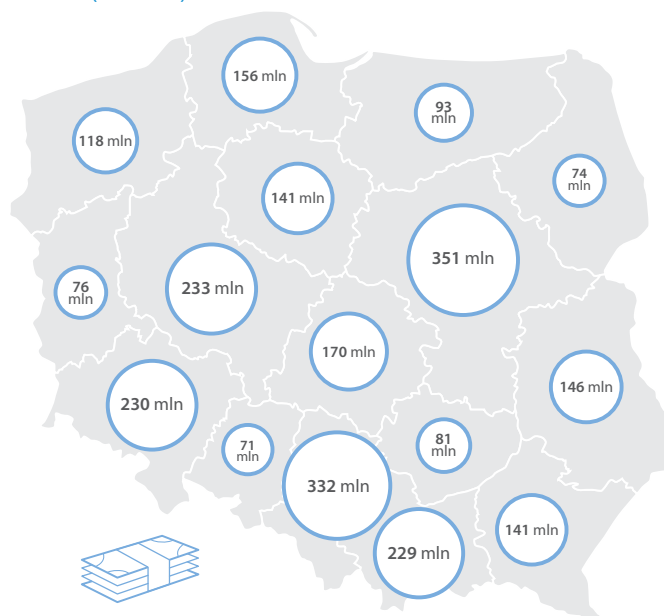 156 mln
93
mln
118 mln
74
mln
141 mln
351 mln
76
mln
233 mln
170 mln
146 mln
230 mln
71
mln
81
mln
332 mln
141 mln
229 mln